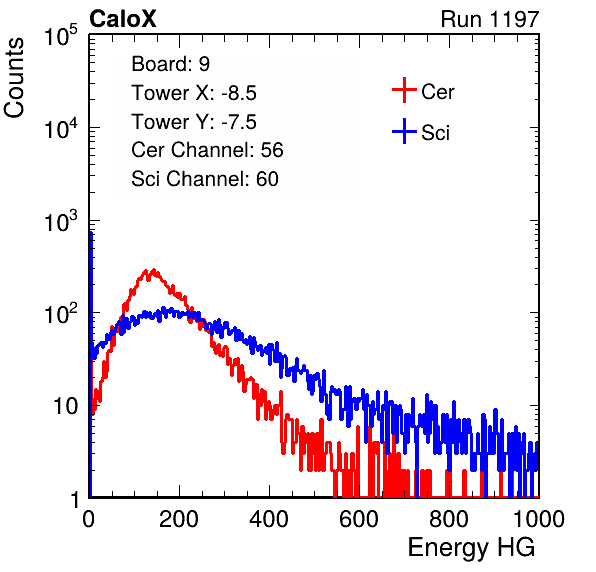 CaloX
Run 1197
Counts
10^5
10^4
10^3
10^2
10
1
Board: 9
Tower X: -8.5
Tower Y: -7.5
Cer Channel: 56
Sci Channel: 60
Cer
Sci
0 200 400 600 800 1000
Energy HG